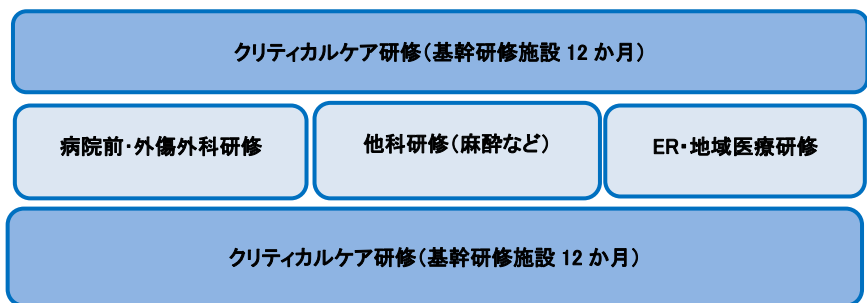 クリティカルケア研修（基幹研修施設 12 か月）
病院前・外傷外科研修
他科研修（麻酔など）
ER・地域医療研修
クリティカルケア研修（基幹研修施設 12 か月）